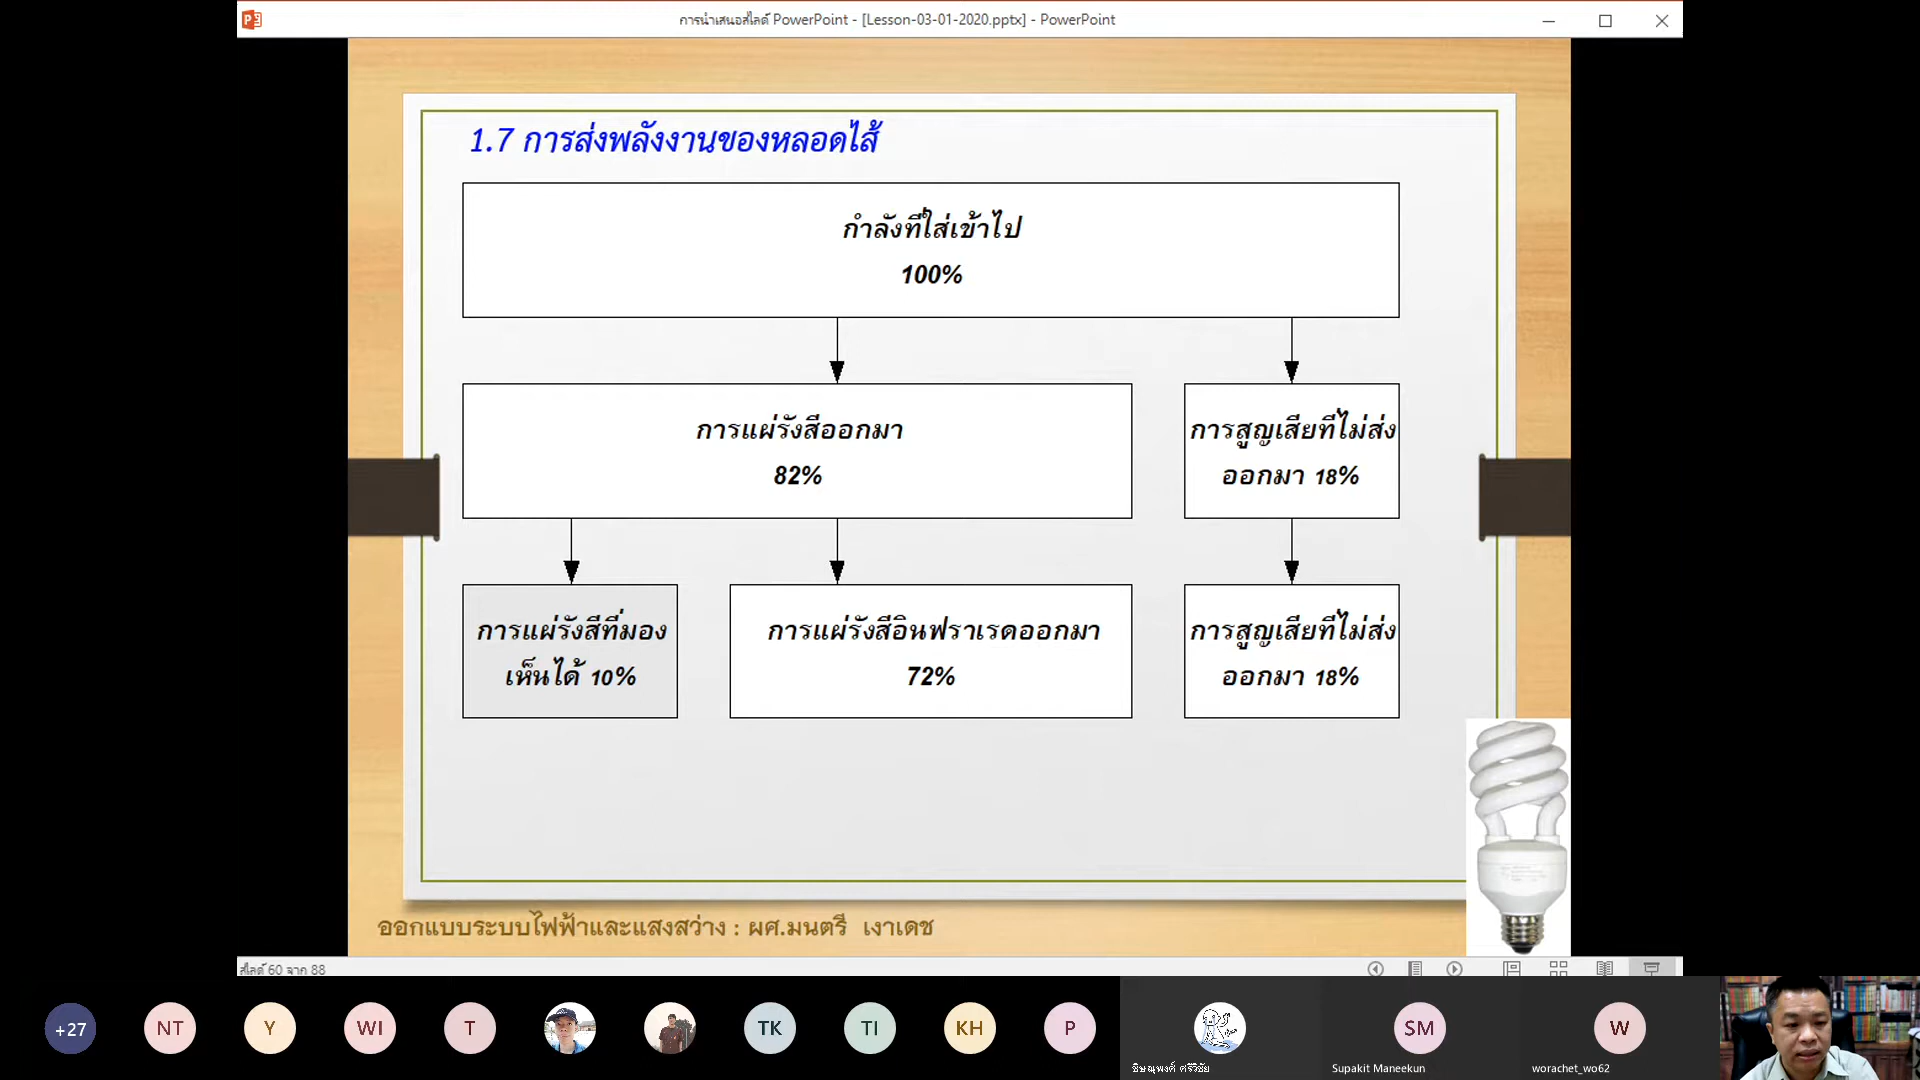 การนำเสนอสไลด์ PowerPoint - [Lesson-03-01-2020.pptx] - PowerPoint
1.7 การส่งพลังงานของหลอดไส้
กำลังที่ใส่เข้าไป
100%
การแผ่รังสีออกมา
82%
การสูญเสียที่ไม่ส่ง
ออกมา 18%
การแผ่รังสีที่มอง
เห็นได้ 10%
การแผ่รังสีอินฟราเรดออกมา
72%
การสูญเสียที่ไม่ส่ง
ออกมา 18%
ออกแบบระบบไฟฟ้าและแสงสว่าง : ผศ.มนตรี เงาเดช
สไลด์ 60 จาก 88
+27
NT
Y
WI
T
TK
TI
KH
P
SM
W
Supakit Maneekun
worachet_wo62